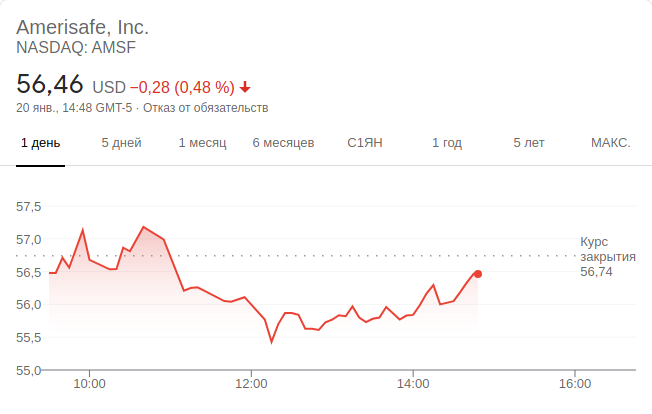 Amerisafe, Inc.
NASDAQ: AMSF
56,46 USD −0,28 (0,48 %)
20 янв., 14:48 GMT-5 · Отказ от обязательств
1 день 5 дней 1 месяц 6 месяцев С1ЯН 1 год 5 лет МАКС.
57,5
57,0
56,5
56,0
55,5
55,0
Курс
закрытия
56,74
10:00 12:00 14:00 16:00